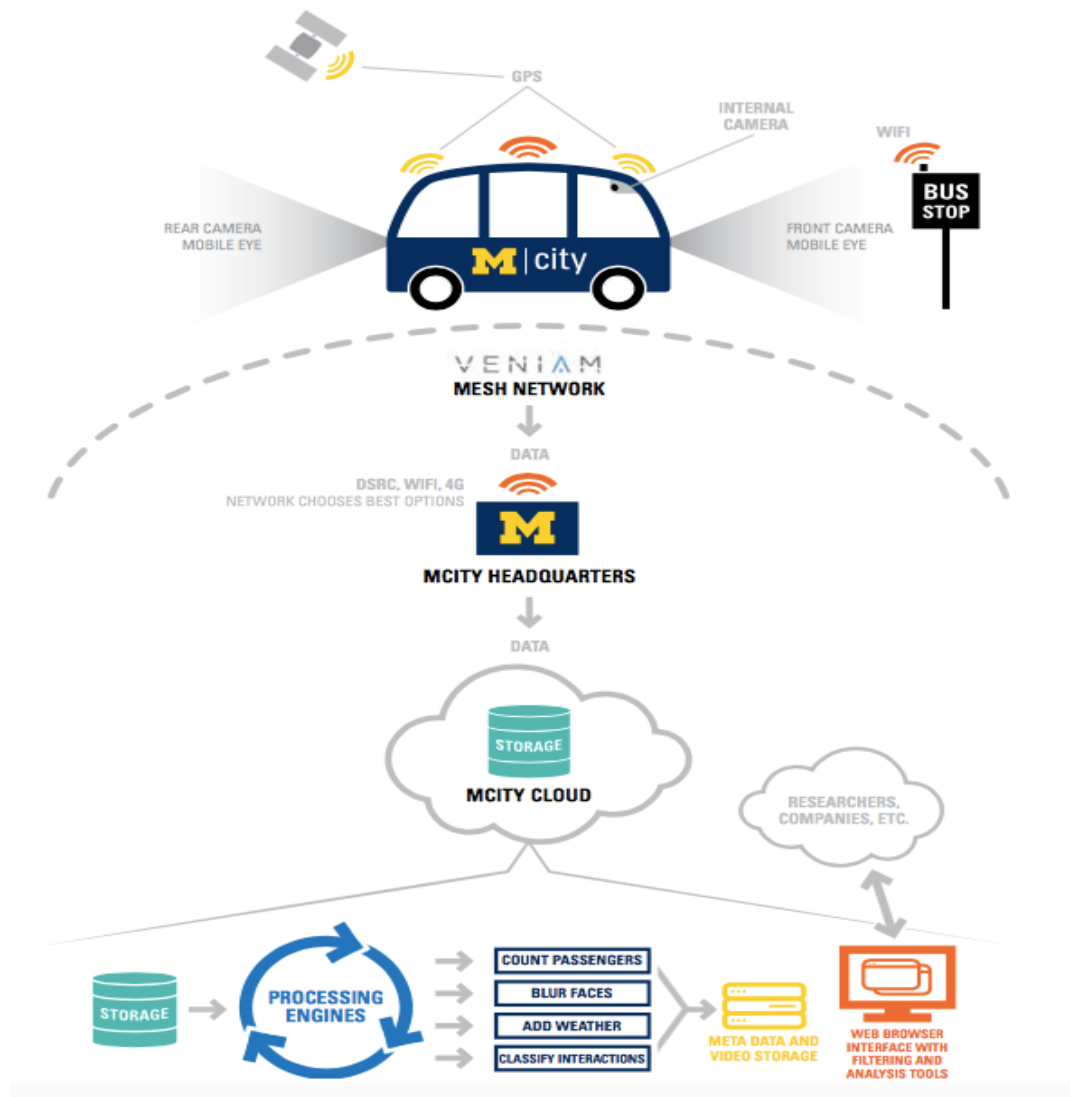 GPS
INTERNAL
CAMERA
WIFI
BUS
STOP
REAR CAMERA
MOBILE EYE
FRONT CAMERA
MOBILE EYE
M | city
VENIAM
MESH NETWORK
DATA
DSRC, WIFI, 4G
NETWORK CHOOSES BEST OPTIONS
M
MCITY HEADQUARTERS
DATA
STORAGE
MCITY CLOUD
RESEARCHERS,
COMPANIES, ETC.
STORAGE
PROCESSING
ENGINES
COUNT PASSENGERS
BLUR FACES
ADD WEATHER
CLASSIFY INTERACTIONS
META DATA AND
VIDEO STORAGE
WEB BROWSER
INTERFACE WITH
FILTERING AND
ANALYSIS TOOLS